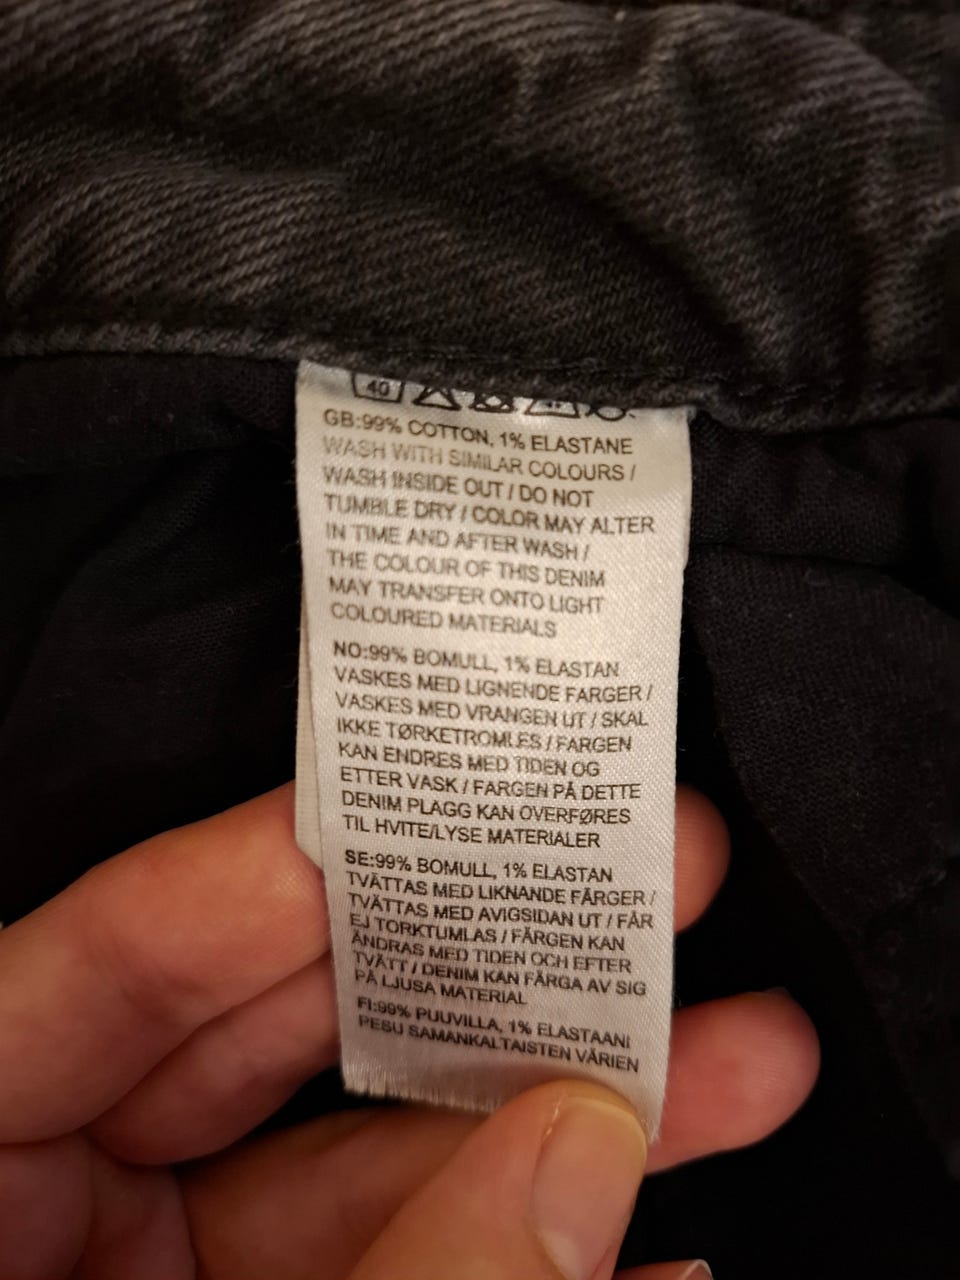 40
GB:99% COTTON, 1% ELASTANE
WASH WITH SIMILAR COLOURS /
WASH INSIDE OUT / DO NOT
TUMBLE DRY / COLOR MAY ALTER
IN TIME AND AFTER WASH /
THE COLOUR OF THIS DENIM
MAY TRANSFER ONTO LIGHT
COLOURED MATERIALS
NO:99% BOMULL, 1% ELASTAN
VASKES MED LIGNENDE FARGER /
VASKES MED VRANGEN UT / SKAL
IKKE TØRKETROMLES / FARGEN
KAN ENDRES MED TIDEN OG
ETTER VASK / FARGEN PÅ DETTE
DENIM PLAGG KAN OVERFØRES
TIL HVITE/LYSE MATERIALER
SE:99% BOMULL, 1% ELASTAN
TVÄTTAS MED LIKNANDE FÄRGER /
TVÄTTAS MED AVIGSIDAN UT / FÅR
EJ TORKTUMLAS / FÄRGEN KAN
ÄNDRAS MED TIDEN OCH EFTER
TVÄTT / DENIM KAN FÄRGA AV SIG
PÅ LJUSA MATERIAL
FI:99% PUUVILLA, 1% ELASTAANI
PESU SAMANKALTAISTEN VÄRIEN